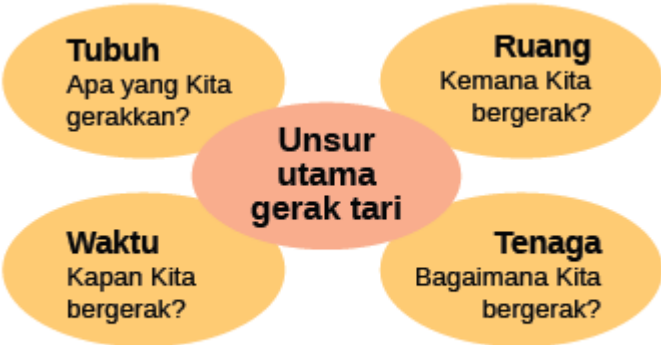 Tubuh
Apa yang Kita
gerakkan?
Ruang
Kemana Kita
bergerak?
Unsur
utama
gerak tari
Waktu
Kapan Kita
bergerak?
Tenaga
Bagaimana Kita
bergerak?